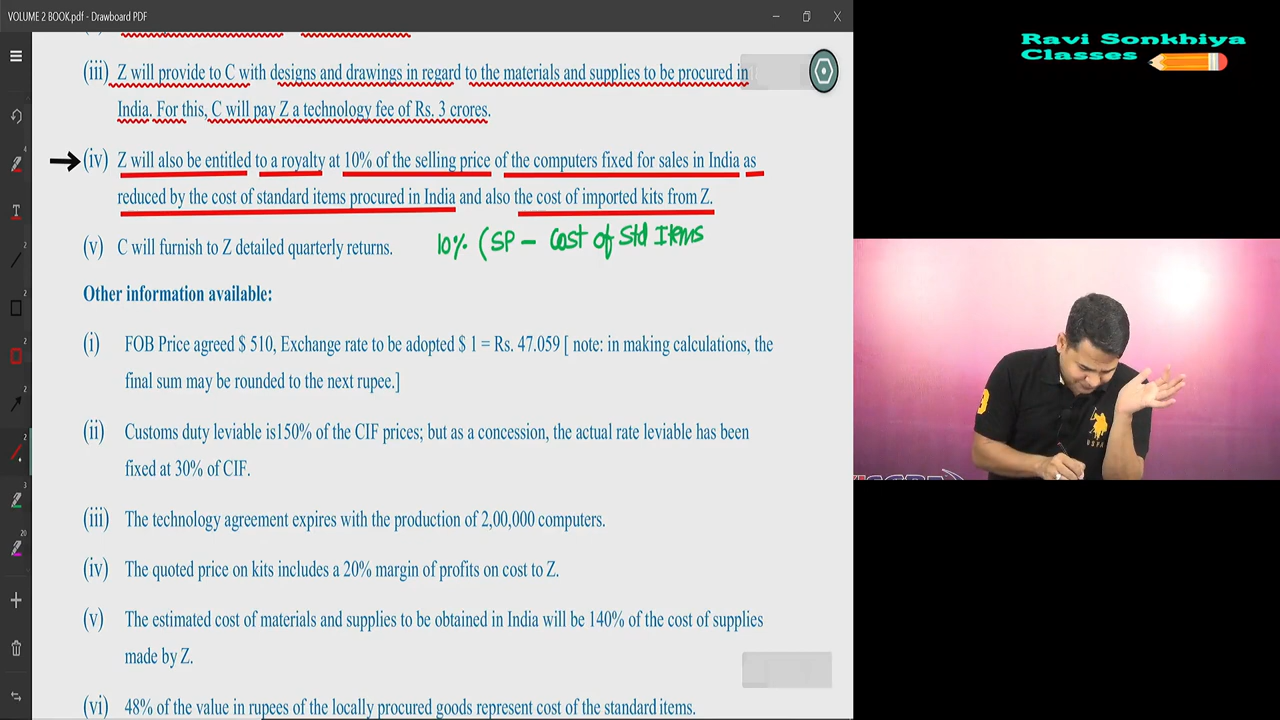 VOLUME 2 BOOK.pdf - Drawboard PDF
Ravi Sonkhiya
Classes
(iii) Z will provide to C with designs and drawings in regard to the materials and supplies to be procured in
India. For this, C will pay Z a technology fee of Rs. 3 crores.
(iv) Z will also be entitled to a royalty at 10% of the selling price of the computers fixed for sales in India as
reduced by the cost of standard items procured in India and also the cost of imported kits from Z.
(v) C will furnish to Z detailed quarterly returns.
10% (SP - Cost of Std Items
Other information available:
(i) FOB Price agreed $ 510, Exchange rate to be adopted $ 1 = Rs. 47.059 [ note: in making calculations, the
final sum may be rounded to the next rupee.]
(ii) Customs duty leviable is150% of the CIF prices; but as a concession, the actual rate leviable has been
fixed at 30% of CIF.
(iii) The technology agreement expires with the production of 2,00,000 computers.
(iv) The quoted price on kits includes a 20% margin of profits on cost to Z.
(v) The estimated cost of materials and supplies to be obtained in India will be 140% of the cost of supplies
made by Z.
(vi) 48% of the value in rupees of the locally procured goods represent cost of the standard items.